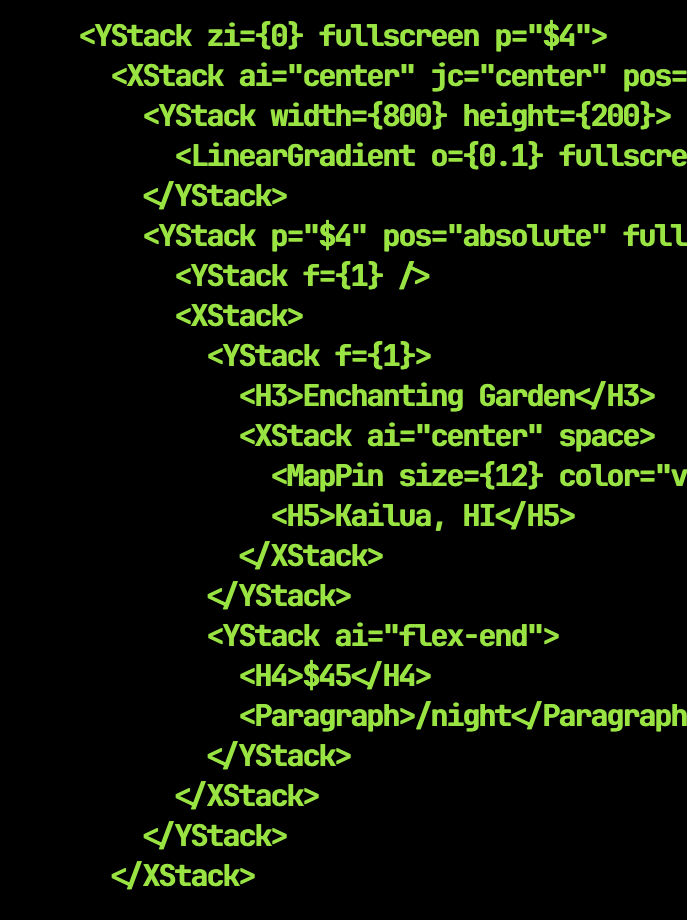 <YStack zi={0} fullscreen p="$4">
<XStack ai="center" jc="center" pos=
<YStack width={800} height={200}>
<LinearGradient o={0.1} fullscre
</YStack>
<YStack p="$4" pos="absolute" full
<YStack f={1} />
<XStack>
<YStack f={1}>
<H3>Enchanting Garden</H3>
<XStack ai="center" space>
<MapPin size={12} color="v
<H5>Kailua, HI</H5>
</XStack>
</YStack>
<YStack ai="flex-end">
<H4>$45</H4>
<Paragraph>/night</Paragraph
</YStack>
</XStack>
</YStack>
</XStack>